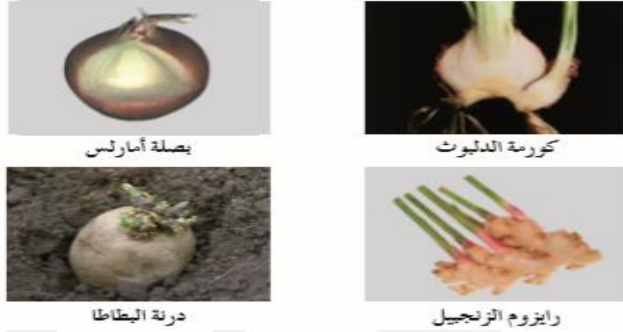 كورمة الدلبوث
بصلة أمارلس
رايزوم الزنجبيل
درنة البطاطا